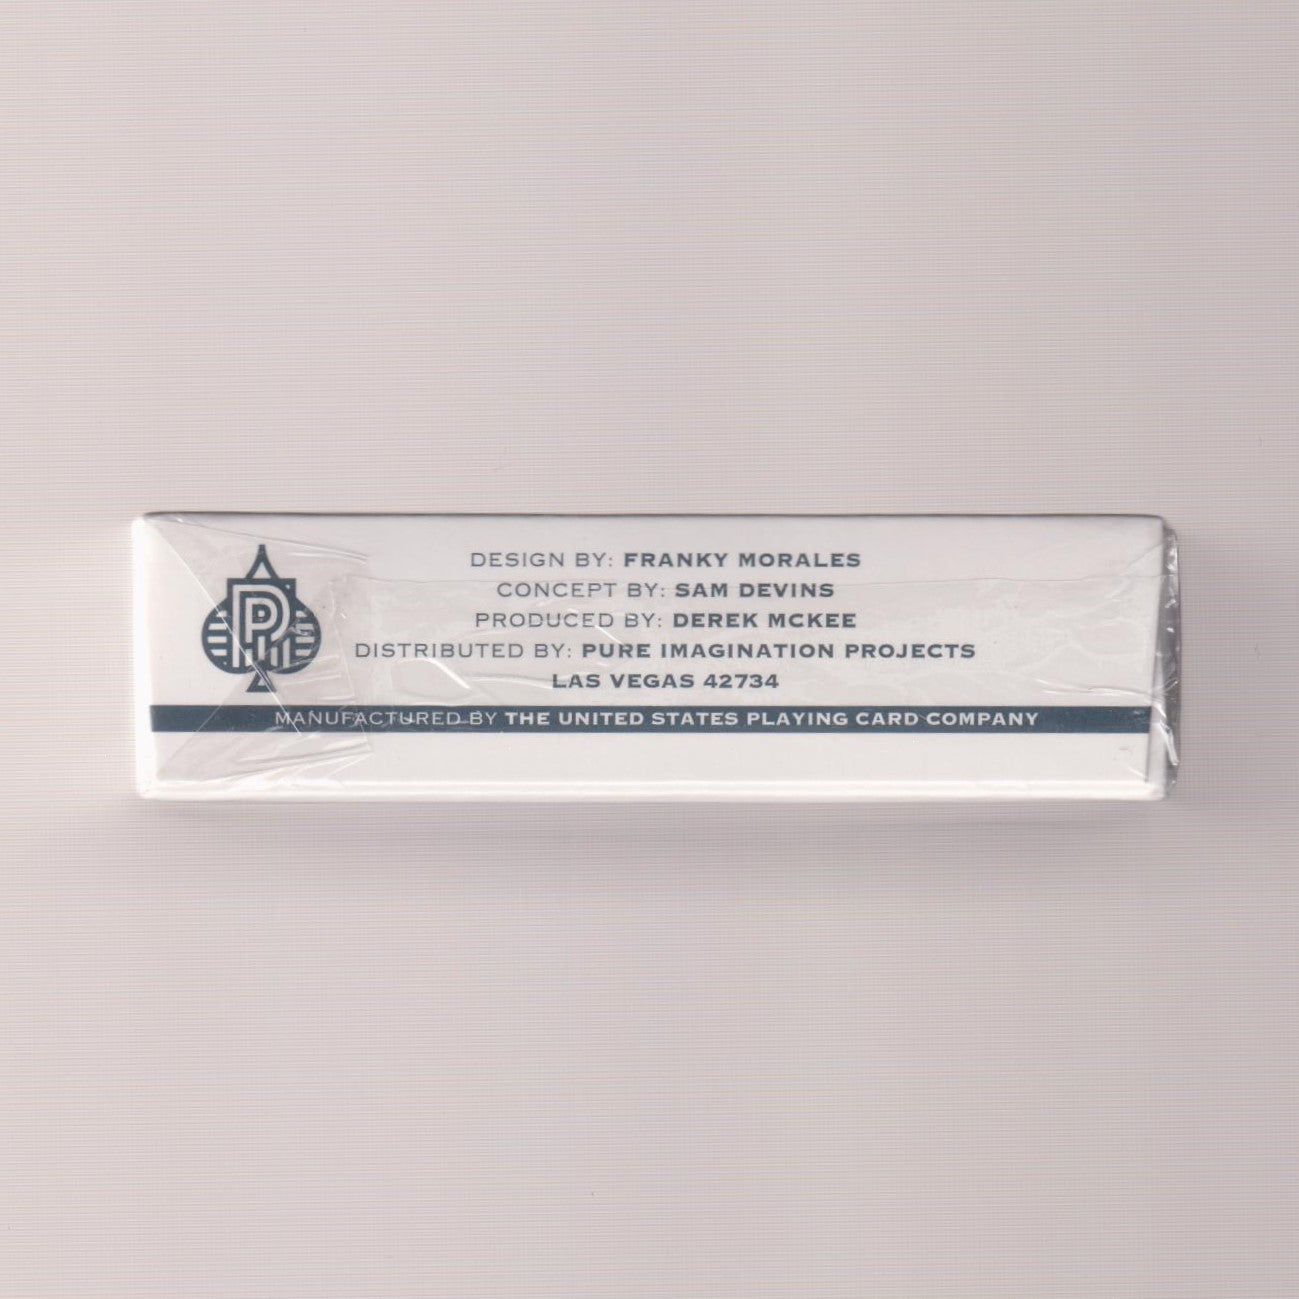 DESIGN BY: FRANKY MORALES
CONCEPT BY: SAM DEVINS
PRODUCED BY: DEREK MCKEE
DISTRIBUTED BY: PURE IMAGINATION PROJECTS
LAS VEGAS 42734
MANUFACTURED BY THE UNITED STATES PLAYING CARD COMPANY